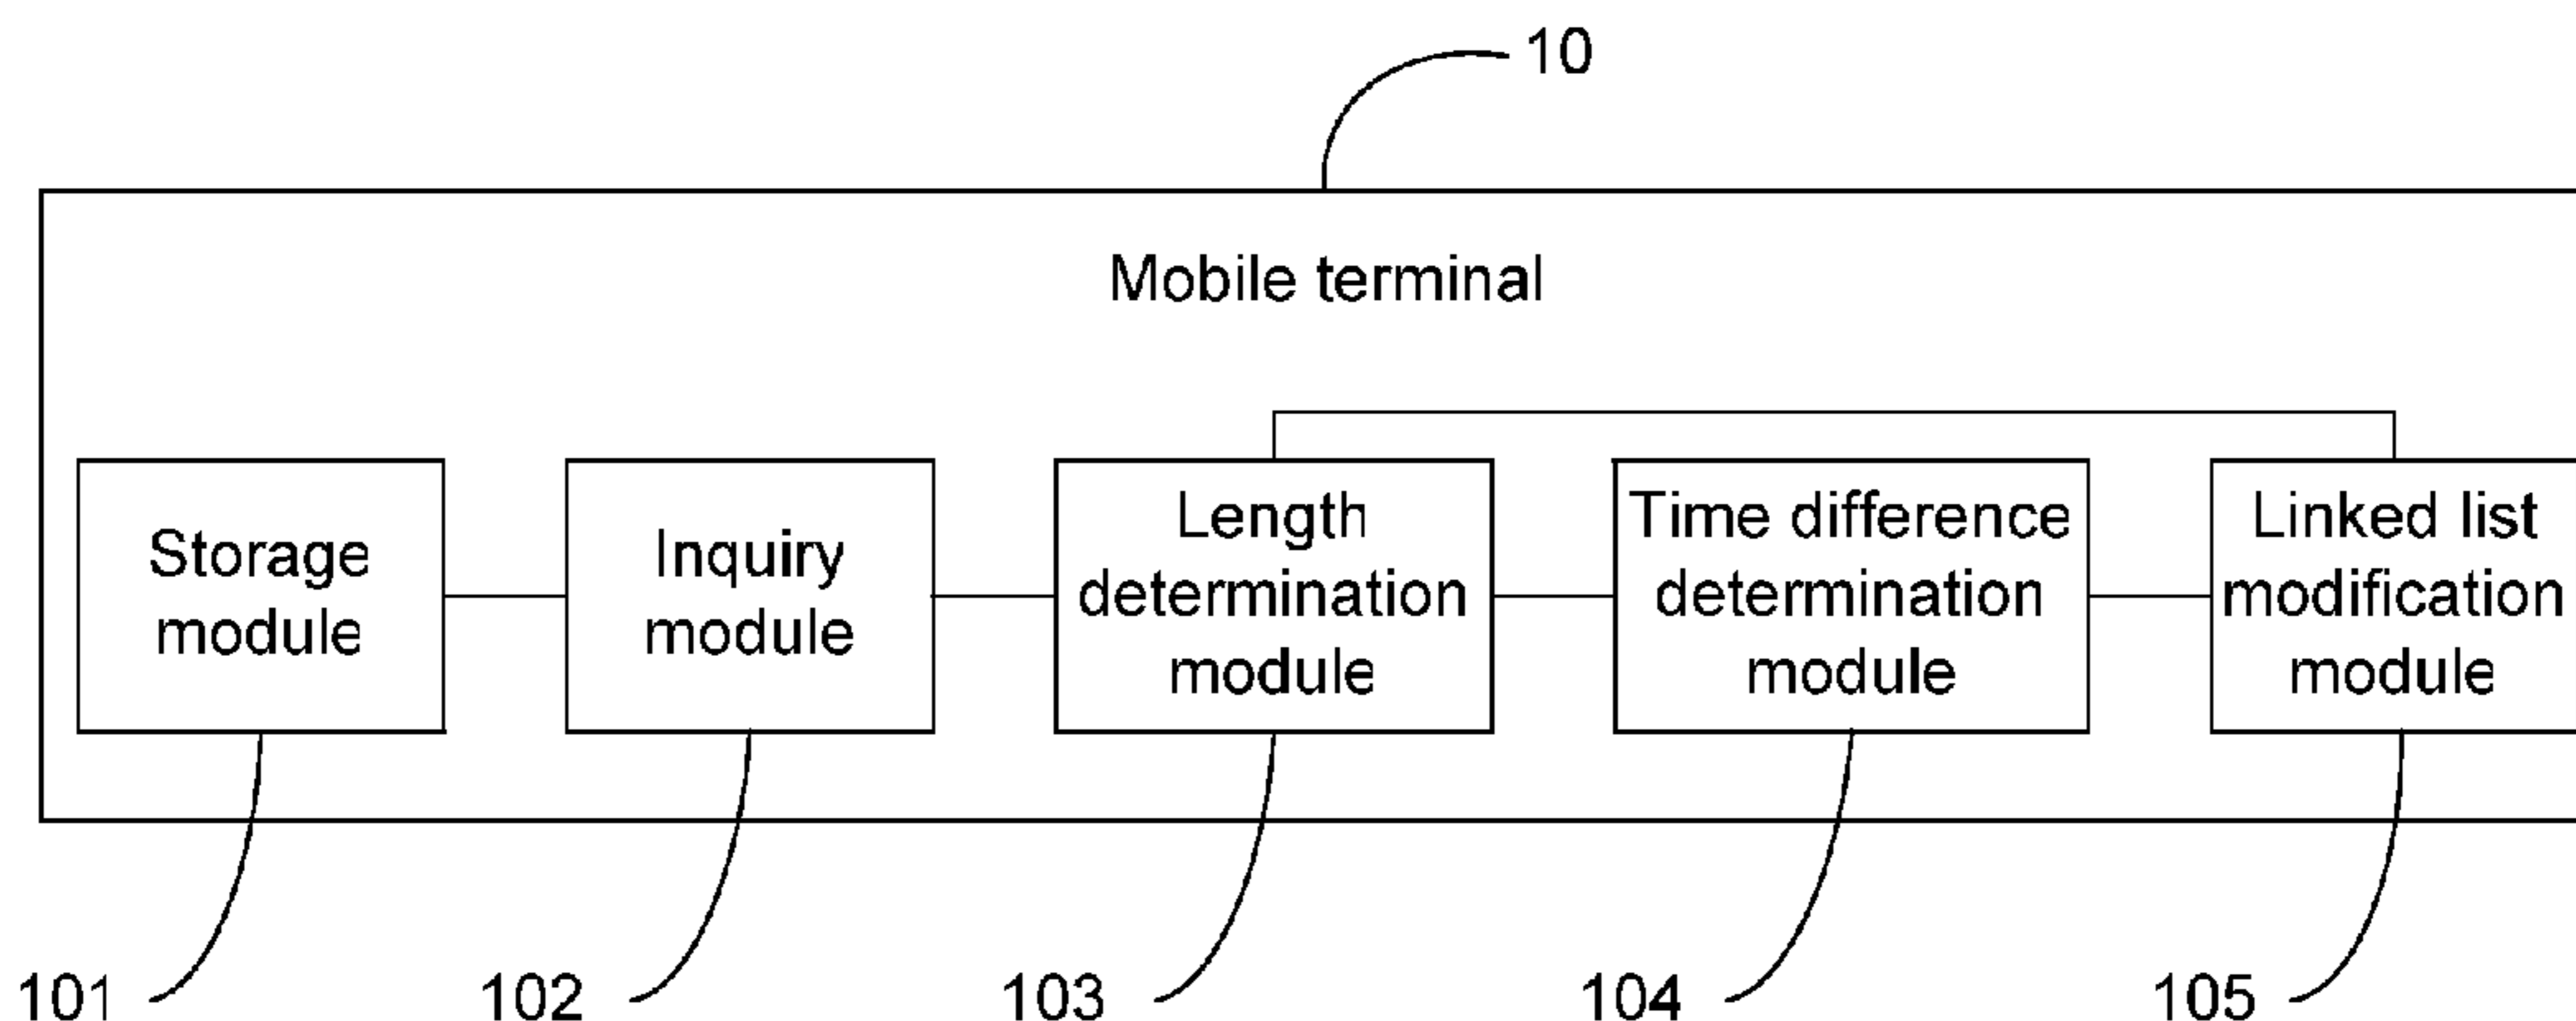 10
Mobile terminal
Storage
module
Inquiry
module
Length
determination
module
Time difference
determination
module
Linked list
modification
module
101
102
103
104
105